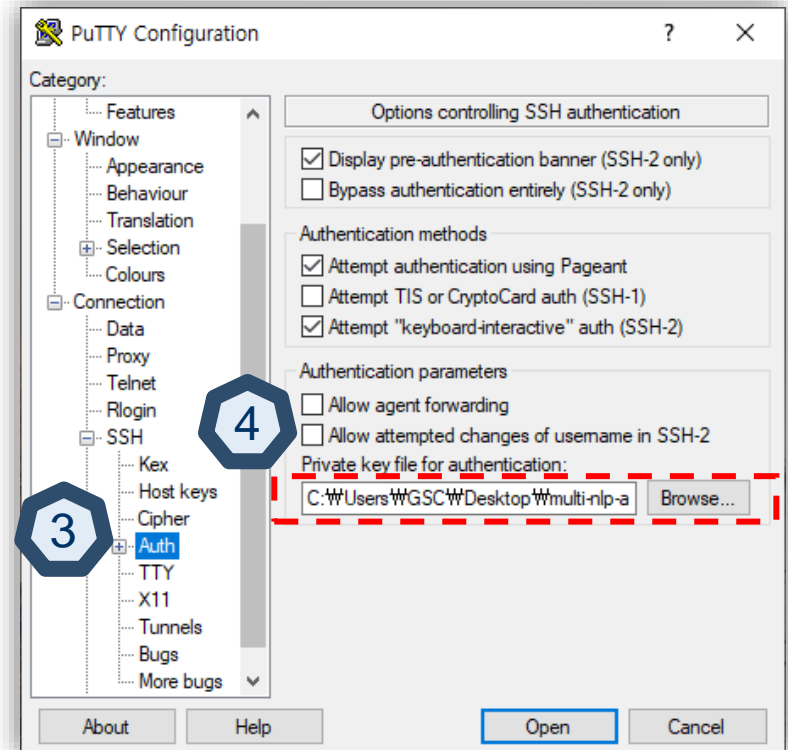 PuTTY Configuration
?
Category:
Features
Window
Appearance
Behaviour
Translation
Selection
Colours
Connection
Data
Proxy
Telnet
Rlogin
SSH
Kex
Host keys
Cipher
3
Auth
TTY
X11
Tunnels
Bugs
More bugs
Options controlling SSH authentication
Display pre-authentication banner (SSH-2 only)
Bypass authentication entirely (SSH-2 only)
Authentication methods
Attempt authentication using Pageant
Attempt TIS or CryptoCard auth (SSH-1)
Attempt "keyboard-interactive" auth (SSH-2)
Authentication parameters
4
Allow agent forwarding
Allow attempted changes of username in SSH-2
Private key file for authentication:
C:₩Users₩GSC₩Desktop₩multi-nlp-a Browse...
About Help Open Cancel